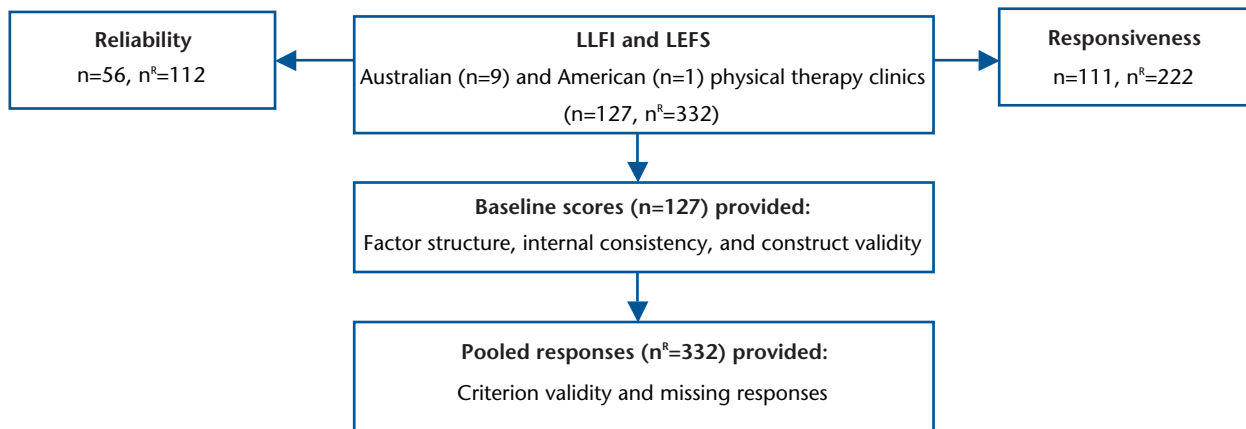 Reliability
n=56, nᴿ=112
LLFI and LEFS
Australian (n=9) and American (n=1) physical therapy clinics
(n=127, nᴿ=332)
Responsiveness
n=111, nᴿ=222
Baseline scores (n=127) provided:
Factor structure, internal consistency, and construct validity
Pooled responses (nᴿ=332) provided:
Criterion validity and missing responses